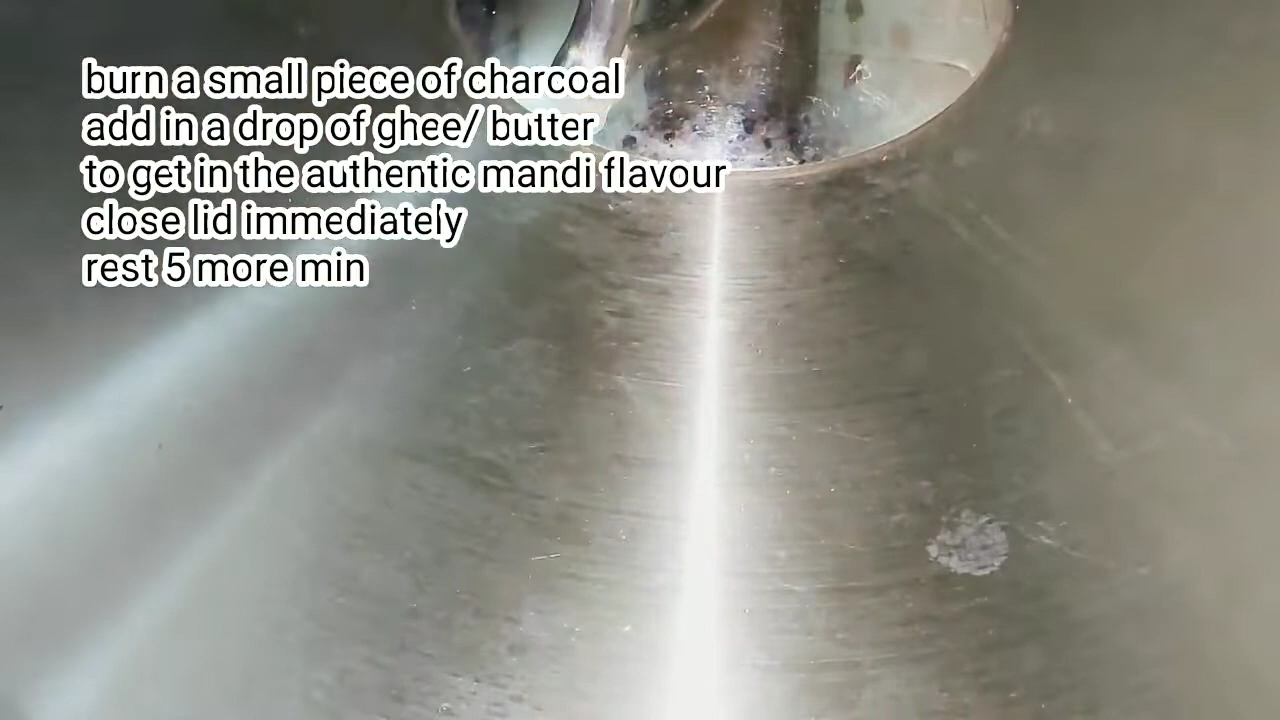 burn a small piece of charcoal
add in a drop of ghee/ butter
to get in the authentic mandi flavour
close lid immediately
rest 5 more min